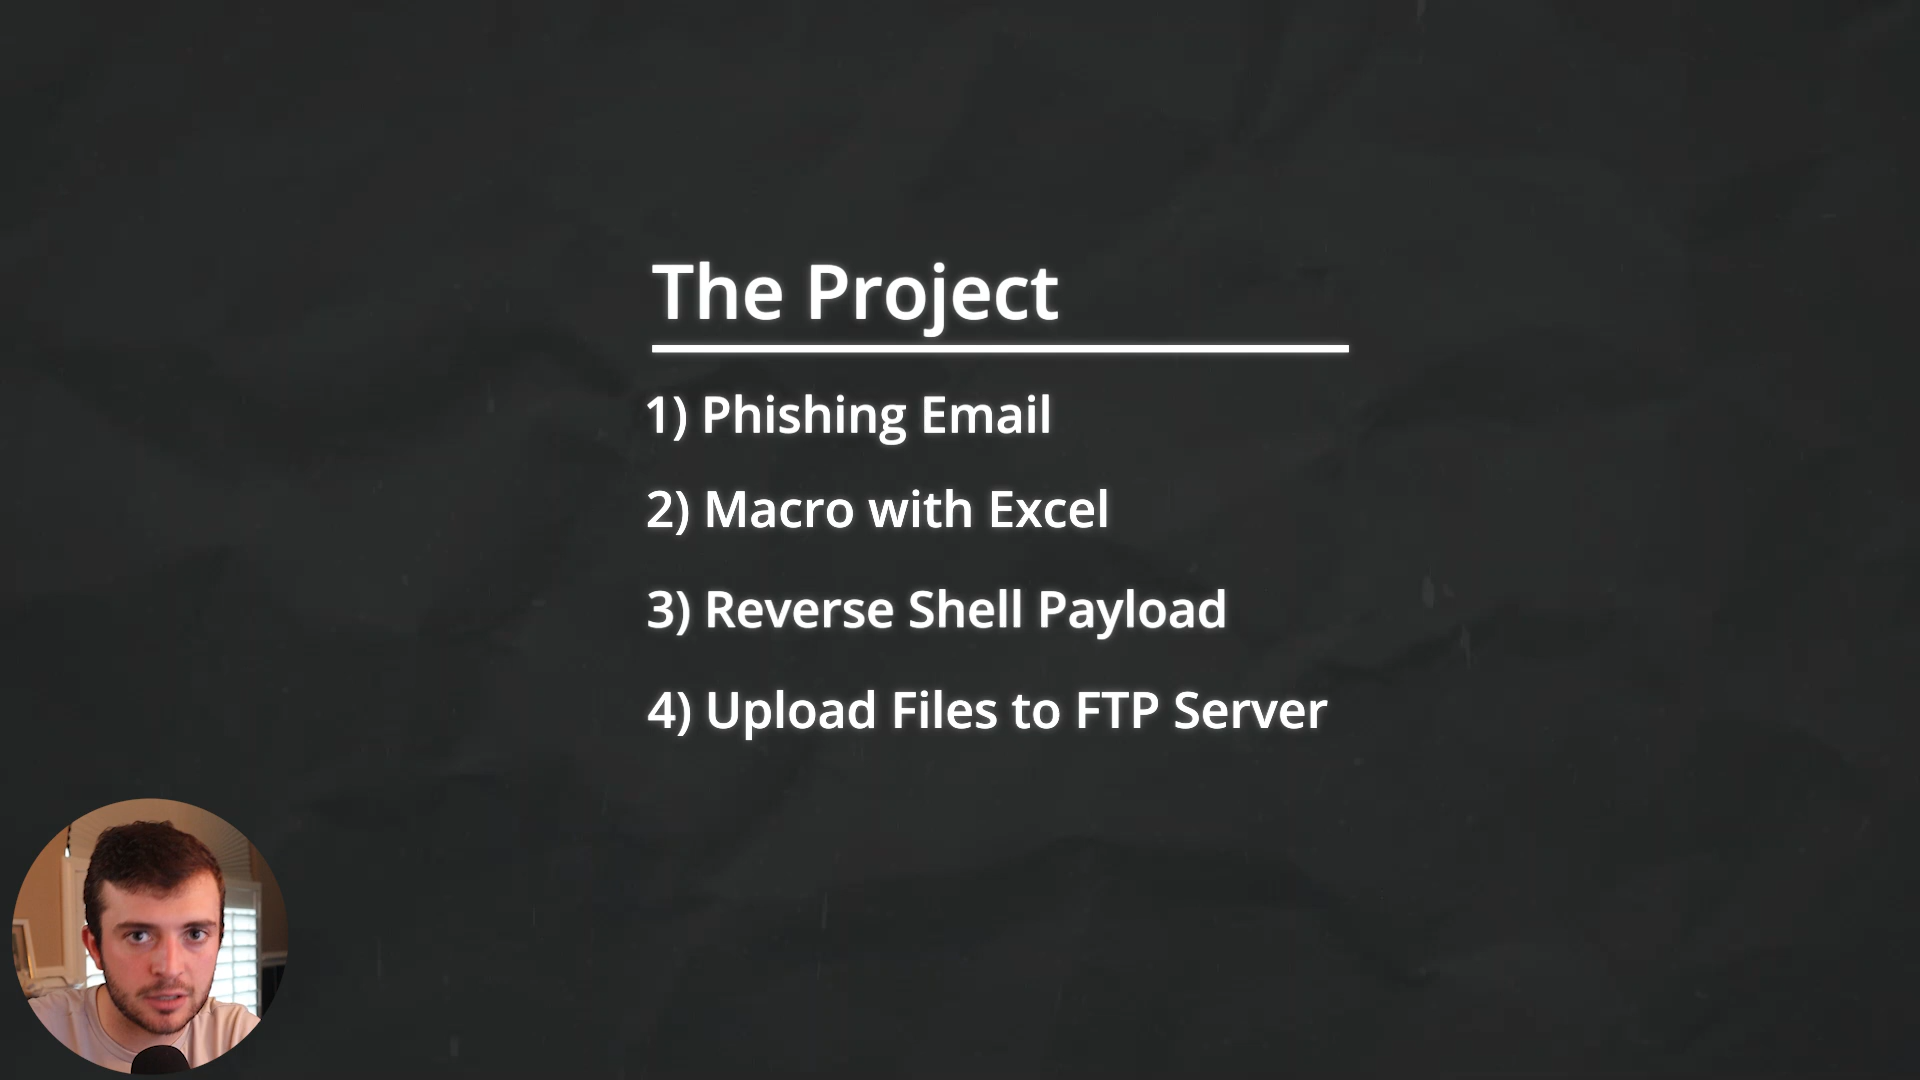 The Project
1) Phishing Email
2) Macro with Excel
3) Reverse Shell Payload
4) Upload Files to FTP Server